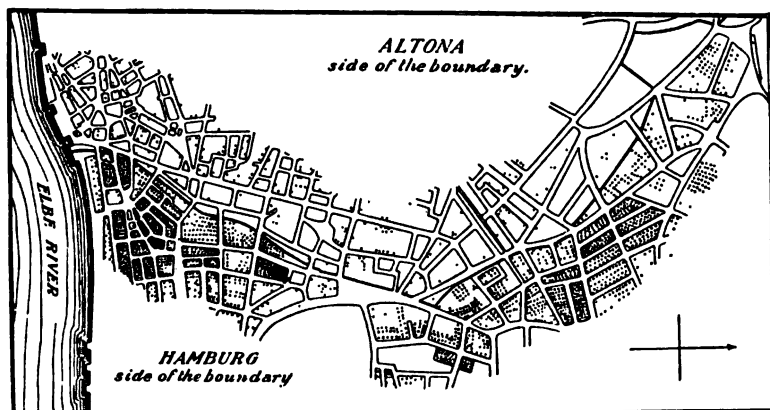 ALTONA
side of the boundary.
ELBE RIVER
HAMBURG
side of the boundary